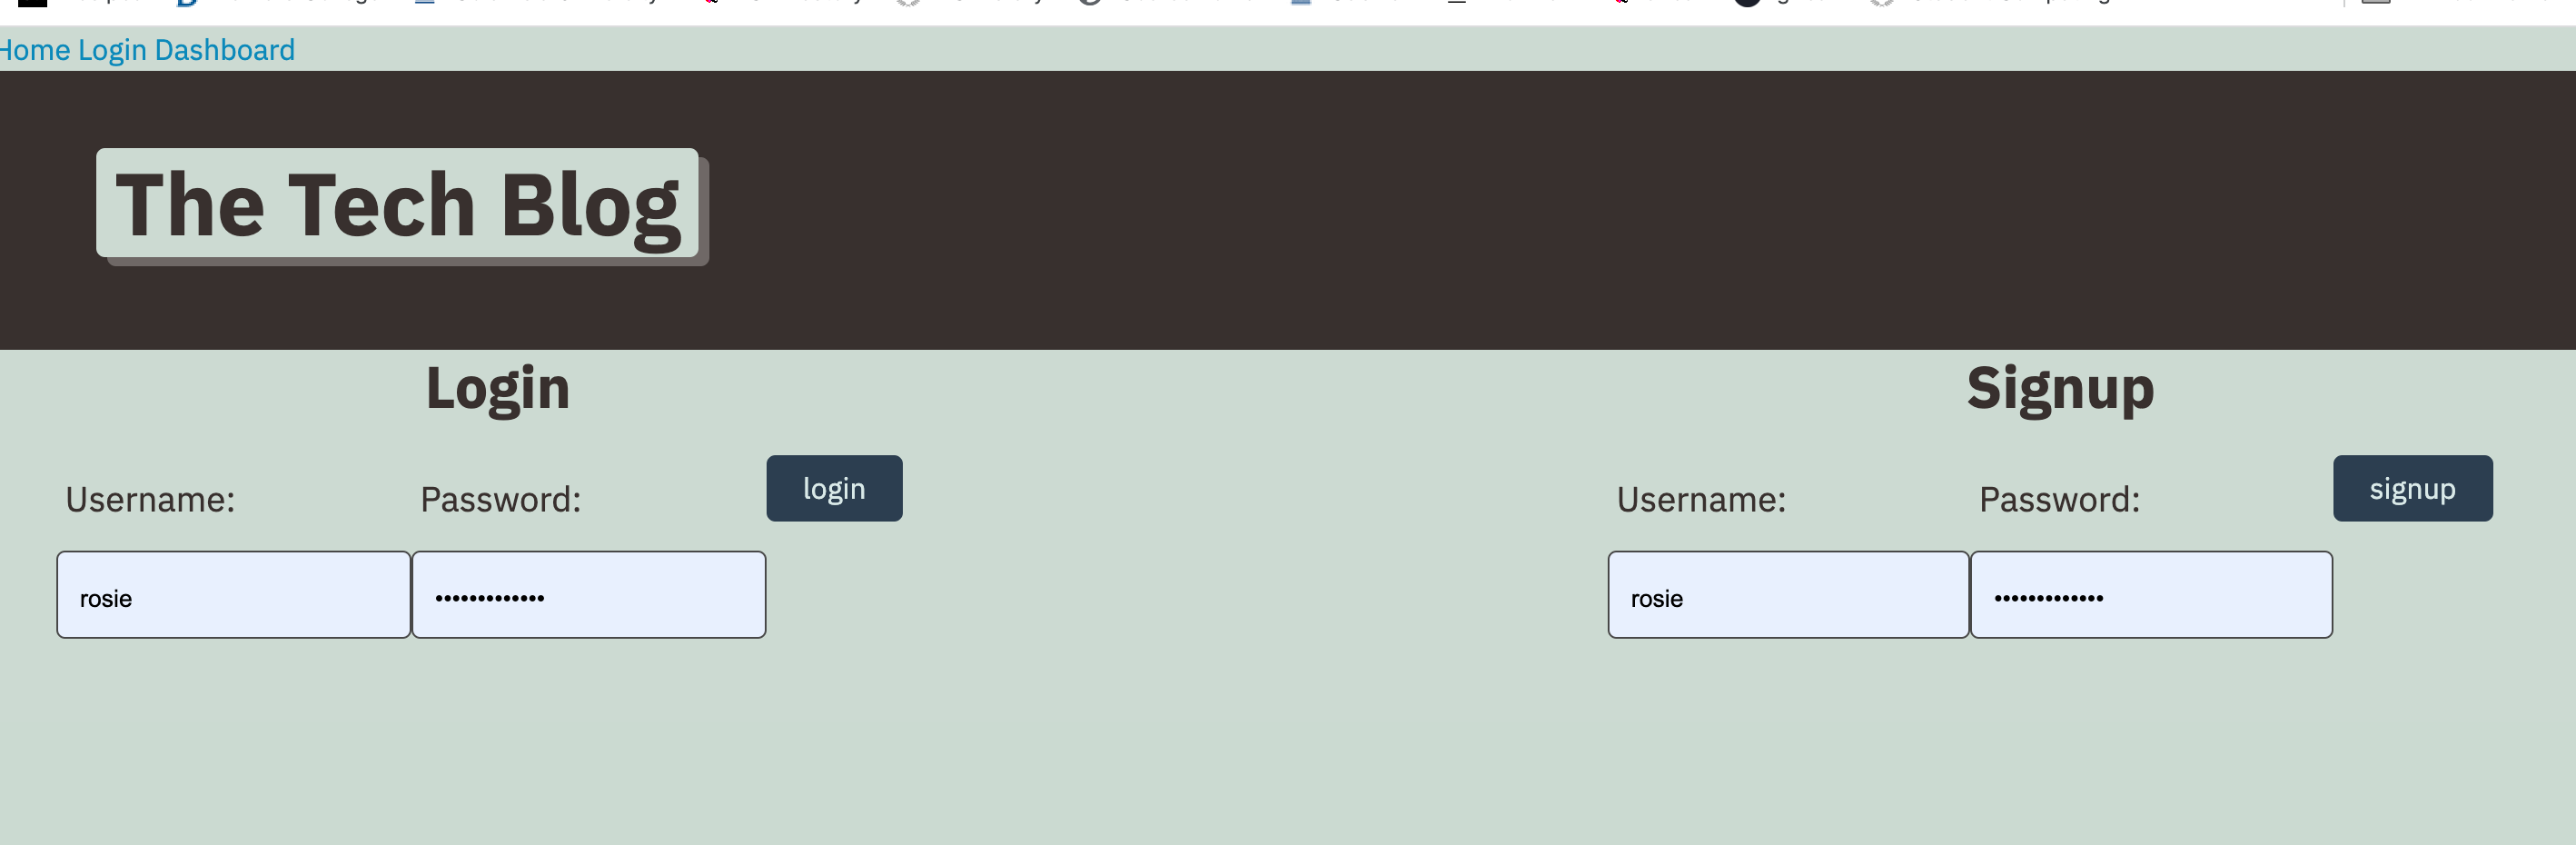 Home Login Dashboard
The Tech Blog
Login
Signup
Username: Password: login
Username: Password: signup
rosie •••••••••••••
rosie •••••••••••••